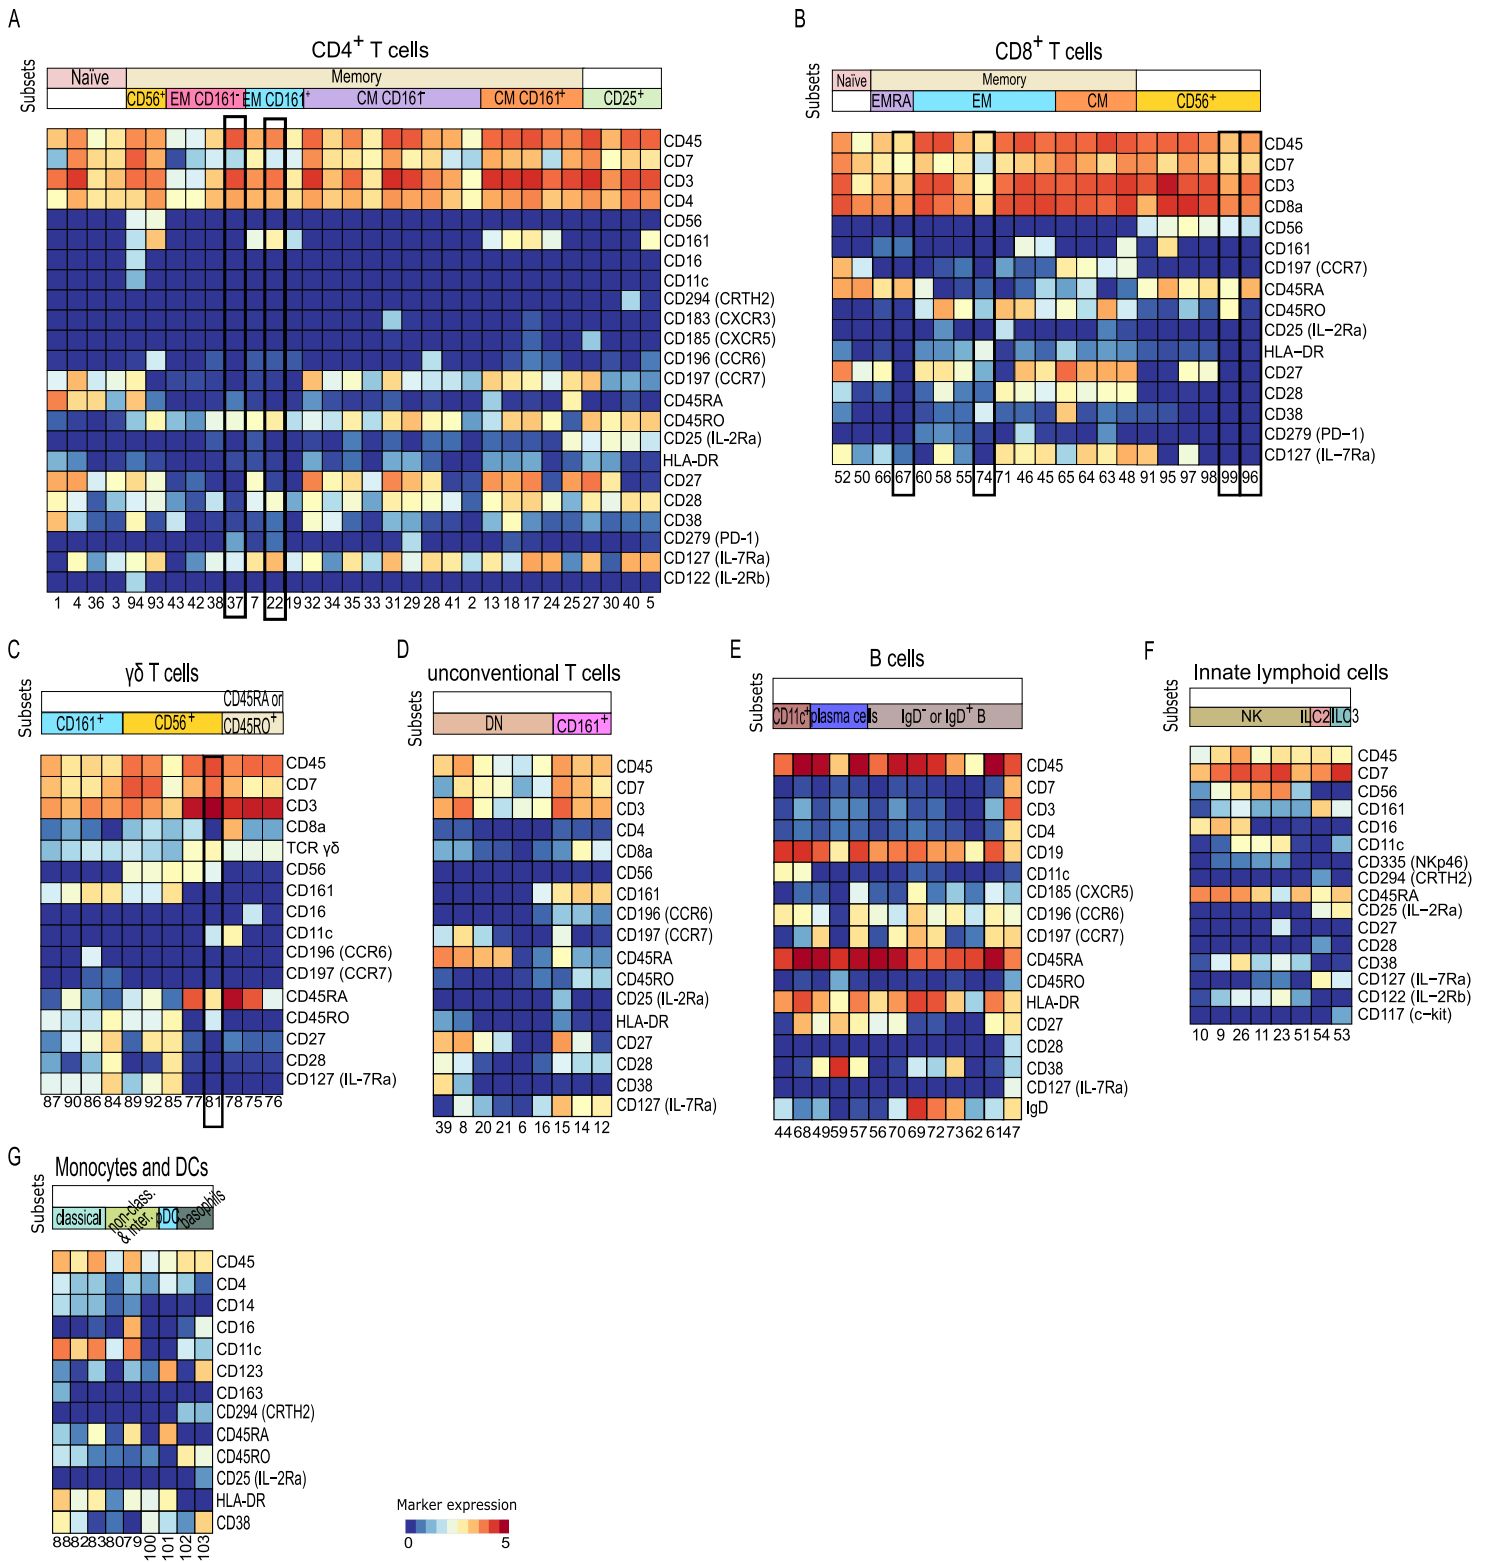 A
CD4+ T cells
Subsets
Naïve
Memory
CD56+
EM CD161-
EM CD161+
CM CD161-
CM CD161+
CD25+
CD45
CD7
CD3
CD4
CD56
CD161
CD16
CD11c
CD294 (CRTH2)
CD183 (CXCR3)
CD185 (CXCR5)
CD196 (CCR6)
CD197 (CCR7)
CD45RA
CD45RO
CD25 (IL-2Ra)
HLA-DR
CD27
CD28
CD38
CD279 (PD-1)
CD127 (IL-7Ra)
CD122 (IL-2Rb)
1 4 36 3 94 93 43 42 38 37 7 22 19 32 34 35 33 31 29 28 41 2 13 18 17 24 25 27 30 40 5
B
CD8+ T cells
Subsets
Naïve
Memory
EMRA
EM
CM
CD56+
CD45
CD7
CD3
CD8a
CD56
CD161
CD197 (CCR7)
CD45RA
CD45RO
CD25 (IL-2Ra)
HLA-DR
CD27
CD28
CD38
CD279 (PD-1)
CD127 (IL-7Ra)
52 50 66 67 60 58 55 74 71 46 45 65 64 63 48 91 95 97 98 99 96
C
γδ T cells
Subsets
CD161+
CD56+
CD45RA or
CD45RO+
CD45
CD7
CD3
CD8a
TCR γδ
CD56
CD161
CD16
CD11c
CD196 (CCR6)
CD197 (CCR7)
CD45RA
CD45RO
CD27
CD28
CD127 (IL-7Ra)
87 90 86 84 89 92 85 77 81 78 75 76
D
unconventional T cells
Subsets
DN
CD161+
CD45
CD7
CD3
CD4
CD8a
CD56
CD161
CD196 (CCR6)
CD197 (CCR7)
CD45RA
CD45RO
CD25 (IL-2Ra)
HLA-DR
CD27
CD28
CD38
CD127 (IL-7Ra)
39 8 20 21 6 16 15 14 12
E
B cells
Subsets
CD11c+
plasma cells
IgD- or IgD+ B
CD45
CD7
CD3
CD4
CD19
CD11c
CD185 (CXCR5)
CD196 (CCR6)
CD197 (CCR7)
CD45RA
CD45RO
HLA-DR
CD27
CD28
CD38
CD127 (IL-7Ra)
IgD
44 68 49 59 57 56 70 69 72 73 62 61 47
F
Innate lymphoid cells
Subsets
NK
ILC2
ILC3
CD45
CD7
CD56
CD161
CD16
CD11c
CD335 (NKp46)
CD294 (CRTH2)
CD45RA
CD25 (IL-2Ra)
CD27
CD28
CD38
CD127 (IL-7Ra)
CD122 (IL-2Rb)
CD117 (c-kit)
10 9 26 11 23 51 54 53
G
Monocytes and DCs
Subsets
classical
non-class.
& inter.
pDC
basophils
CD45
CD4
CD14
CD16
CD11c
CD123
CD163
CD294 (CRTH2)
CD45RA
CD45RO
CD25 (IL-2Ra)
HLA-DR
CD38
88 82 83 80 79 100 101 102 103
Marker expression
0 5